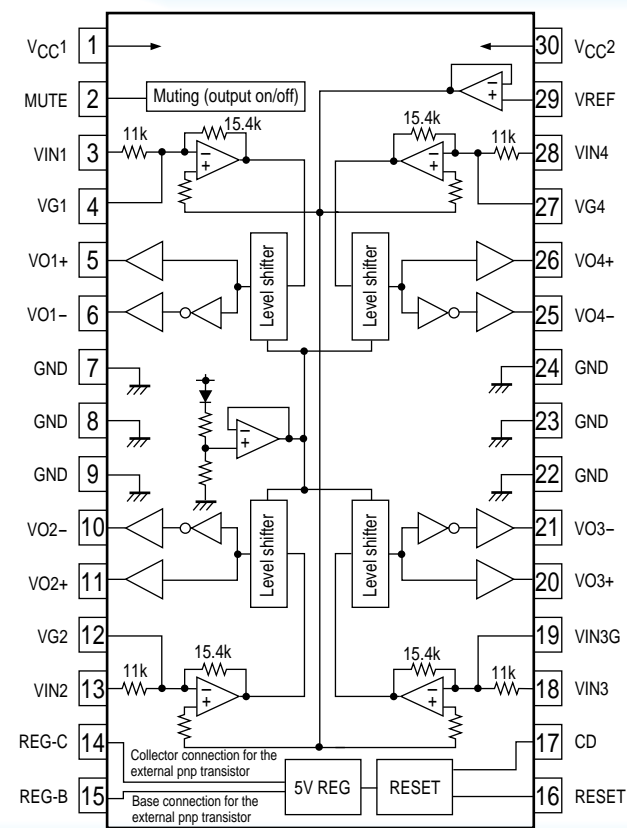 VCC1 1 30 VCC2
MUTE 2 Muting (output on/off) 29 VREF
11k 15.4k 15.4k 11k
VIN1 3 28 VIN4
VG1 4 27 VG4
VO1+ 5 Level shifter Level shifter 26 VO4+
VO1− 6 25 VO4−
GND 7 24 GND
GND 8 23 GND
GND 9 22 GND
VO2− 10 Level shifter Level shifter 21 VO3−
VO2+ 11 20 VO3+
VG2 12 19 VIN3G
11k 15.4k 15.4k 11k
VIN2 13 18 VIN3
REG-C 14 Collector connection for the
external pnp transistor
5V REG RESET 17 CD
REG-B 15 Base connection for the
external pnp transistor
16 RESET